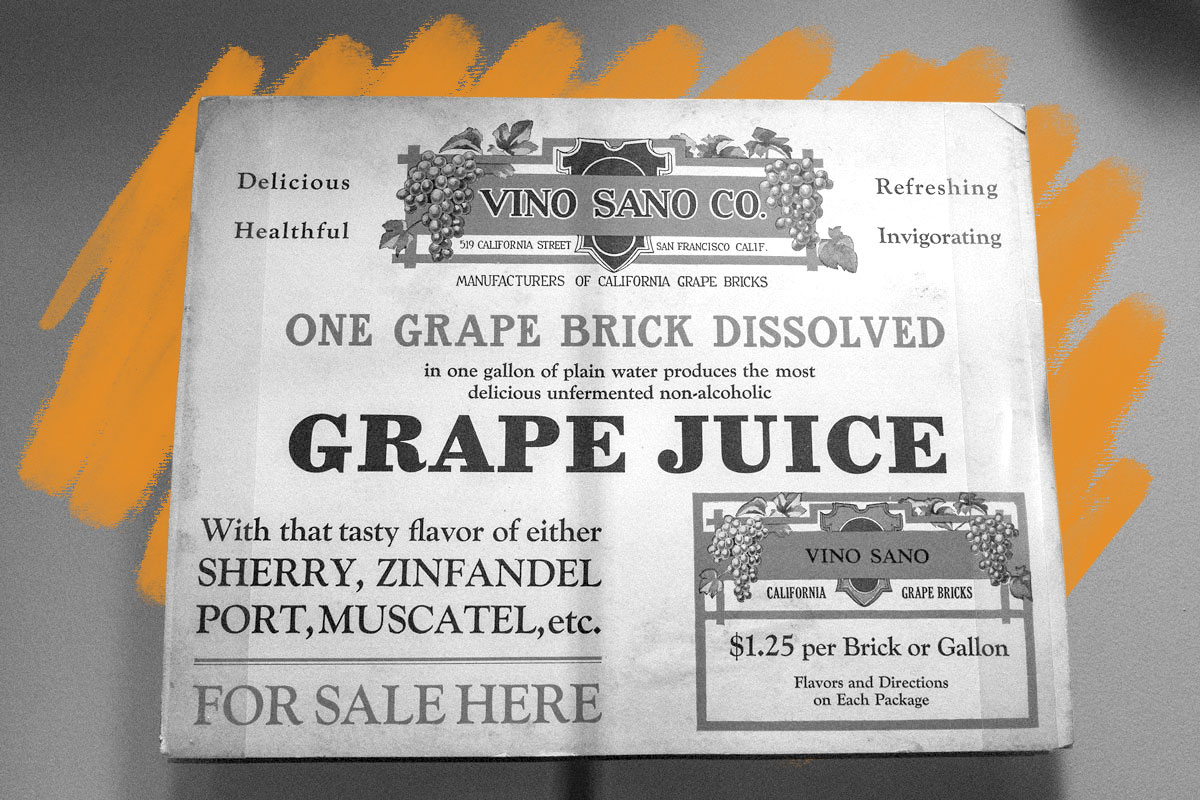 Delicious
Healthful
VINO SANO CO.
519 CALIFORNIA STREET SAN FRANCISCO CALIF.
MANUFACTURERS OF CALIFORNIA GRAPE BRICKS
Refreshing
Invigorating
ONE GRAPE BRICK DISSOLVED
in one gallon of plain water produces the most
delicious unfermented non-alcoholic
GRAPE JUICE
With that tasty flavor of either
SHERRY, ZINFANDEL
PORT, MUSCATEL, etc.
FOR SALE HERE
VINO SANO
CALIFORNIA GRAPE BRICKS
$1.25 per Brick or Gallon
Flavors and Directions
on Each Package